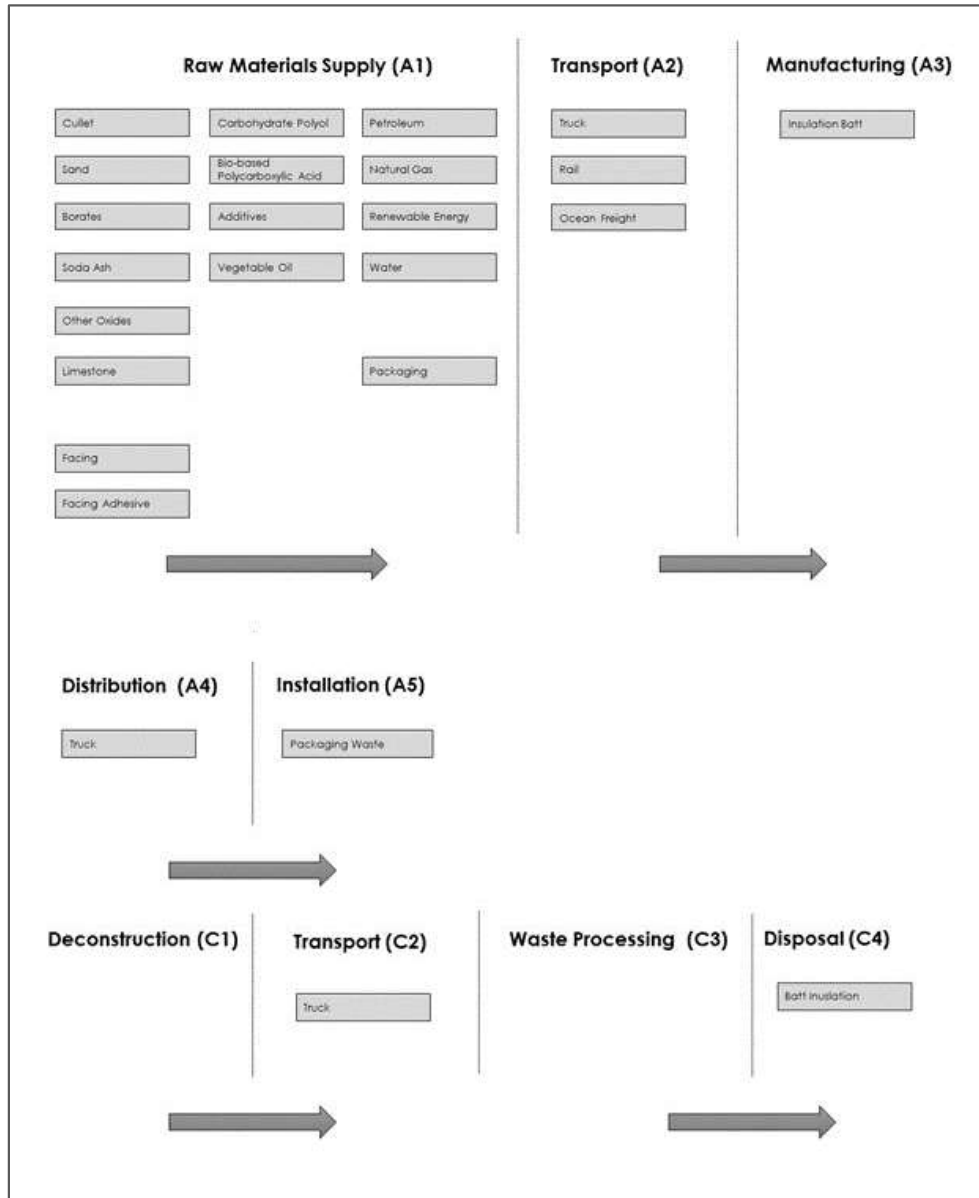 Raw Materials Supply (A1)
Transport (A2)
Manufacturing (A3)
Cullet
Carbohydrate Polyol
Petroleum
Truck
Insulation Batt
Sand
Bio-based
Polycarboxylic Acid
Natural Gas
Rail
Borates
Additives
Renewable Energy
Ocean Freight
Soda Ash
Vegetable Oil
Water
Other Oxides
Limestone
Packaging
Facing
Facing Adhesive
Distribution (A4)
Installation (A5)
Truck
Packaging Waste
Deconstruction (C1)
Transport (C2)
Waste Processing (C3)
Disposal (C4)
Truck
Batt Inuslation